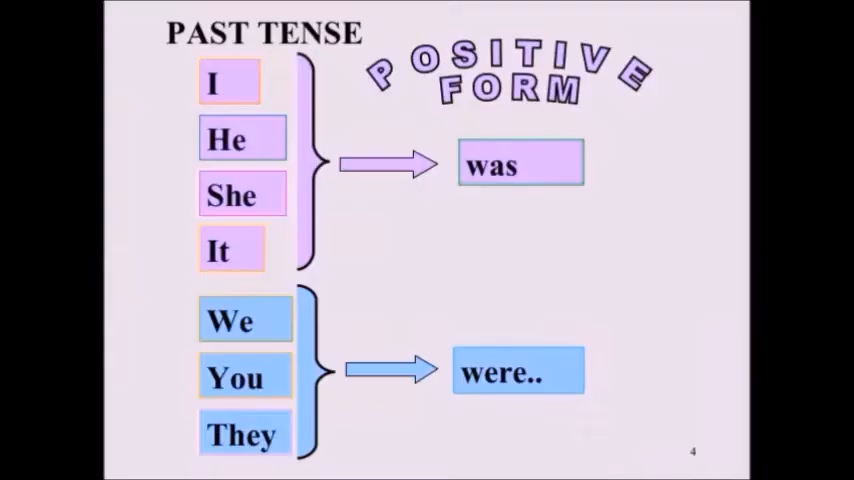 PAST TENSE
POSITIVE
FORM
I
He
She
It
was
We
You
They
were..
4